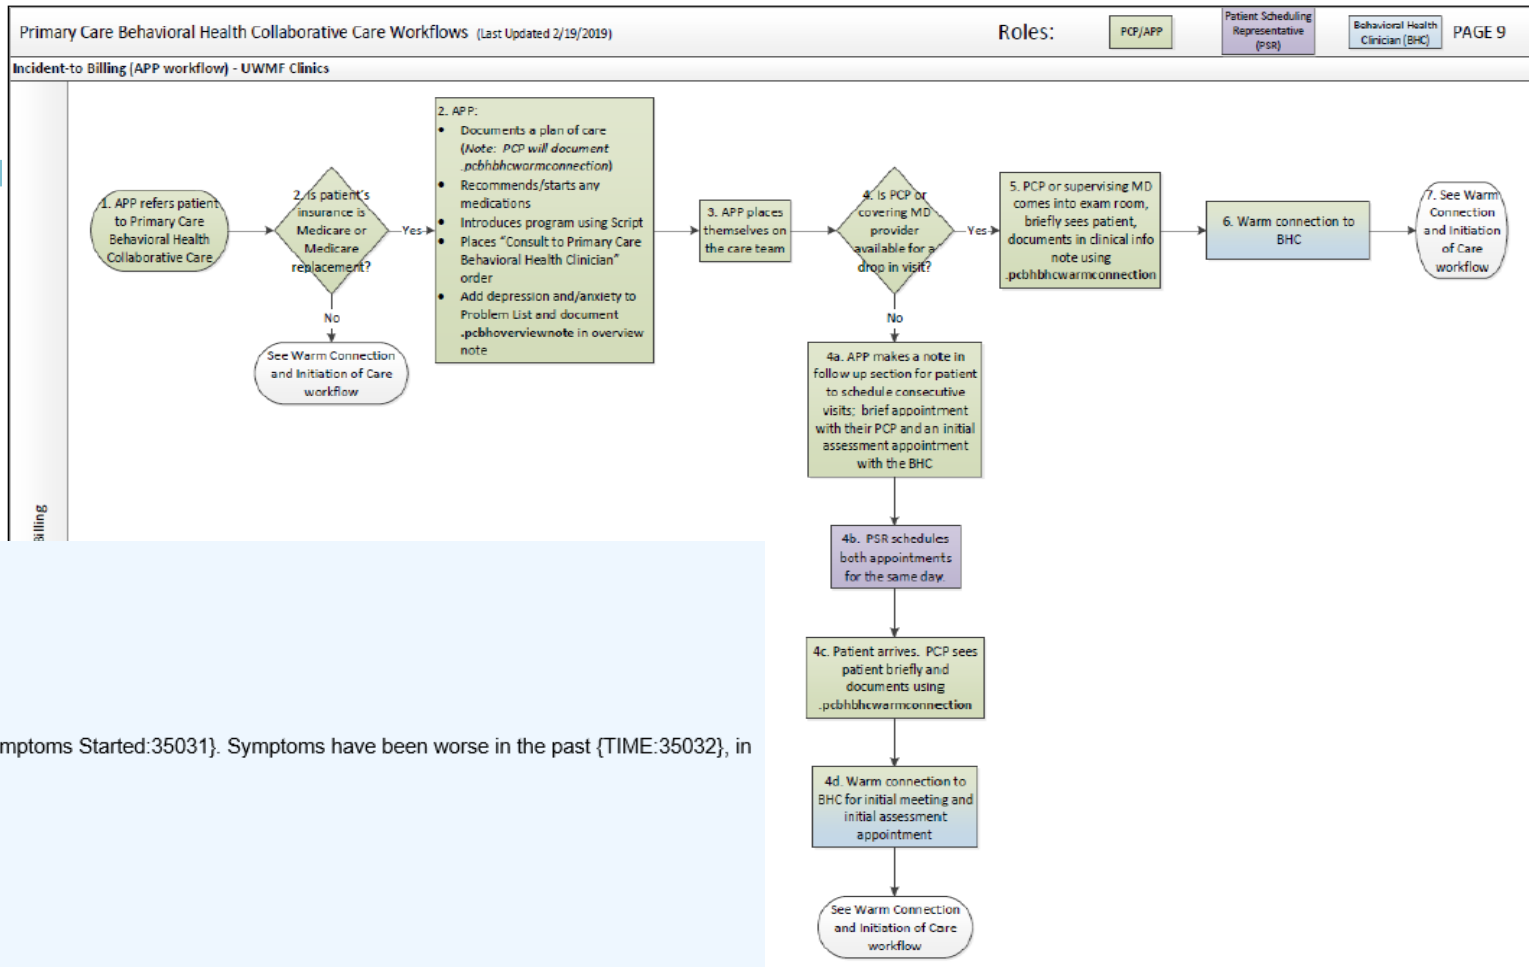 Primary Care Behavioral Health Collaborative Care Workflows (Last Updated 2/19/2019)
Roles:
PCP/APP
Patient Scheduling
Representative
(PSR)
Behavioral Health
Clinician (BHC)
PAGE 9
Incident-to Billing (APP workflow) - UWMF Clinics
1. APP refers patient
to Primary Care
Behavioral Health
Collaborative Care
2. Is patient's
insurance is
Medicare or
Medicare
replacement?
Yes
No
See Warm Connection
and Initiation of Care
workflow
2. APP:
• Documents a plan of care
(Note: PCP will document
.pcbhbhcwarmconnection)
• Recommends/starts any
medications
• Introduces program using Script
• Places “Consult to Primary Care
Behavioral Health Clinician”
order
• Add depression and/anxiety to
Problem List and document
.pcbhoverviewnote in overview
note
3. APP places
themselves on
the care team
4. Is PCP or
covering MD
provider
available for a
drop in visit?
Yes
No
5. PCP or supervising MD
comes into exam room,
briefly sees patient,
documents in clinical info
note using
.pcbhbhcwarmconnection
6. Warm connection to
BHC
7. See Warm
Connection
and Initiation
of Care
workflow
4a. APP makes a note in
follow up section for patient
to schedule consecutive
visits; brief appointment
with their PCP and an initial
assessment appointment
with the BHC
4b. PSR schedules
both appointments
for the same day.
4c. Patient arrives. PCP sees
patient briefly and
documents using
.pcbhbhcwarmconnection
4d. Warm connection to
BHC for initial meeting and
initial assessment
appointment
See Warm Connection
and Initiation of Care
workflow
Billing
mptoms Started:35031}. Symptoms have been worse in the past {TIME:35032}, in